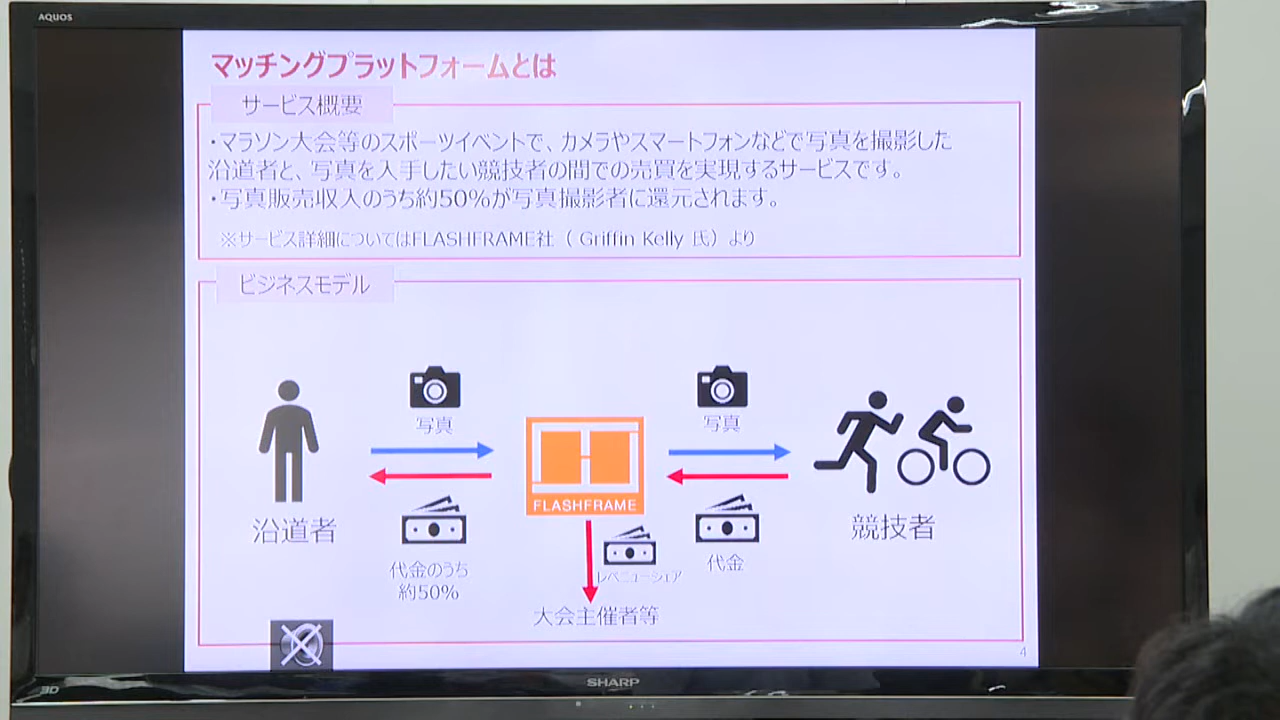 AQUOS
マッチングプラットフォームとは
サービス概要
・マラソン大会等のスポーツイベントで、カメラやスマートフォンなどで写真を撮影した
沿道者と、写真を入手したい競技者の間での売買を実現するサービスです。
・写真販売収入のうち約50%が写真撮影者に還元されます。
※サービス詳細についてはFLASHFRAME社（ Griffin Kelly 氏）より
ビジネスモデル
写真
写真
FLASHFRAME
沿道者
競技者
代金のうち
約50%
レベニューシェア
代金
大会主催者等
4
3D
SHARP